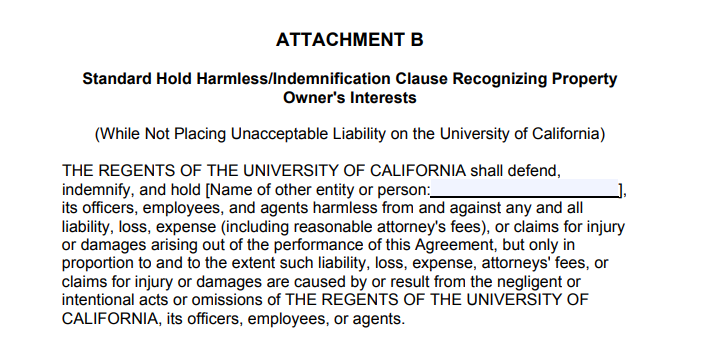 ATTACHMENT B
Standard Hold Harmless/Indemnification Clause Recognizing Property
Owner's Interests
(While Not Placing Unacceptable Liability on the University of California)
THE REGENTS OF THE UNIVERSITY OF CALIFORNIA shall defend,
indemnify, and hold [Name of other entity or person: ],
its officers, employees, and agents harmless from and against any and all
liability, loss, expense (including reasonable attorney's fees), or claims for injury
or damages arising out of the performance of this Agreement, but only in
proportion to and to the extent such liability, loss, expense, attorneys' fees, or
claims for injury or damages are caused by or result from the negligent or
intentional acts or omissions of THE REGENTS OF THE UNIVERSITY OF
CALIFORNIA, its officers, employees, or agents.